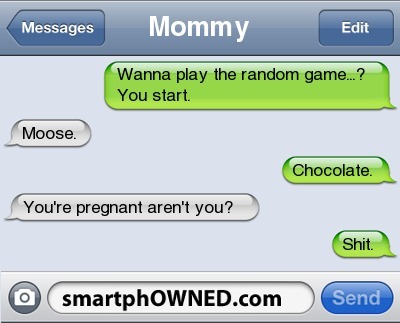 Messages
Mommy
Edit
Wanna play the random game...?
You start.
Moose.
Chocolate.
You're pregnant aren't you?
Shit.
smartphOWNED.com
Send